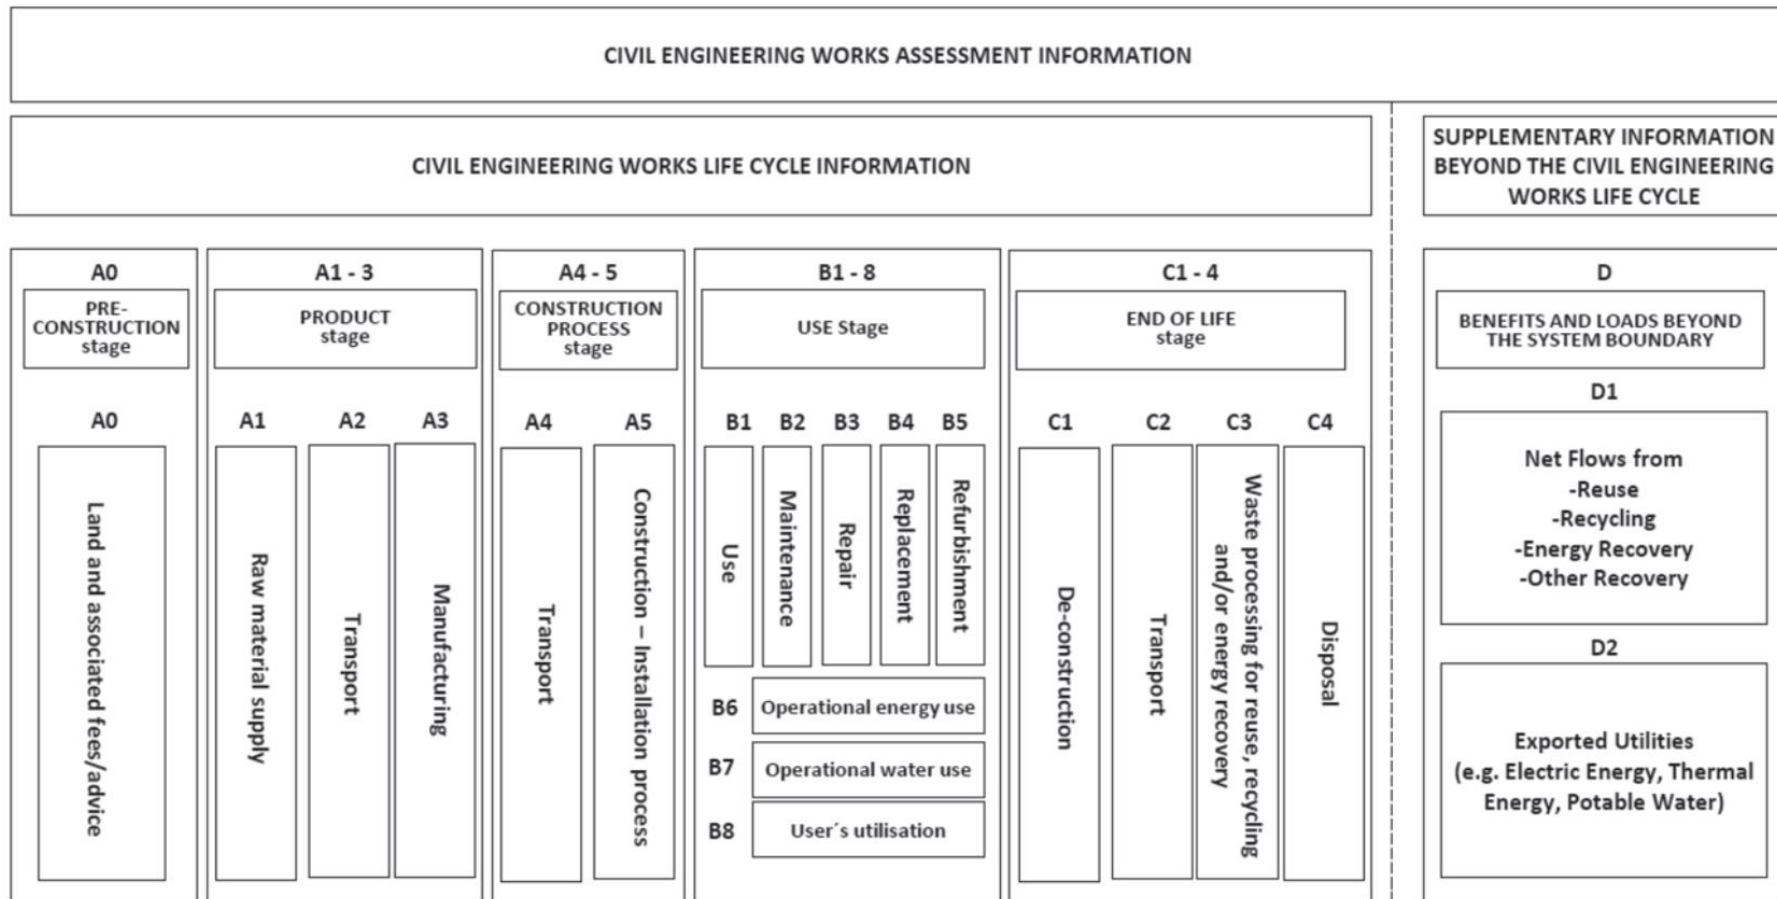 CIVIL ENGINEERING WORKS ASSESSMENT INFORMATION
CIVIL ENGINEERING WORKS LIFE CYCLE INFORMATION
SUPPLEMENTARY INFORMATION
BEYOND THE CIVIL ENGINEERING
WORKS LIFE CYCLE
A0
PRE-
CONSTRUCTION
stage
A0
Land and associated fees/advice
A1 - 3
PRODUCT
stage
A1
Raw material supply
A2
Transport
A3
Manufacturing
A4 - 5
CONSTRUCTION
PROCESS
stage
A4
Transport
A5
Construction – Installation process
B1 - 8
USE Stage
B1
Use
B2
Maintenance
B3
Repair
B4
Replacement
B5
Refurbishment
B6
Operational energy use
B7
Operational water use
B8
User´s utilisation
C1 - 4
END OF LIFE
stage
C1
De-construction
C2
Transport
C3
Waste processing for reuse, recycling
and/or energy recovery
C4
Disposal
D
BENEFITS AND LOADS BEYOND
THE SYSTEM BOUNDARY
D1
Net Flows from
-Reuse
-Recycling
-Energy Recovery
-Other Recovery
D2
Exported Utilities
(e.g. Electric Energy, Thermal
Energy, Potable Water)